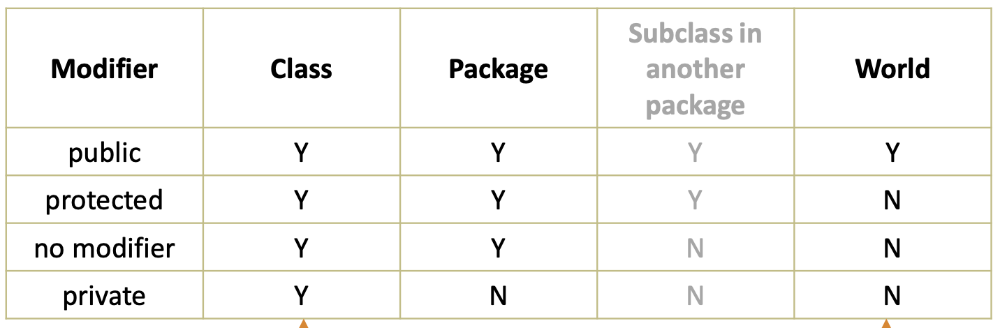 Modifier Class Package Subclass in another package World
public Y Y Y Y
protected Y Y Y N
no modifier Y Y N N
private Y N N N